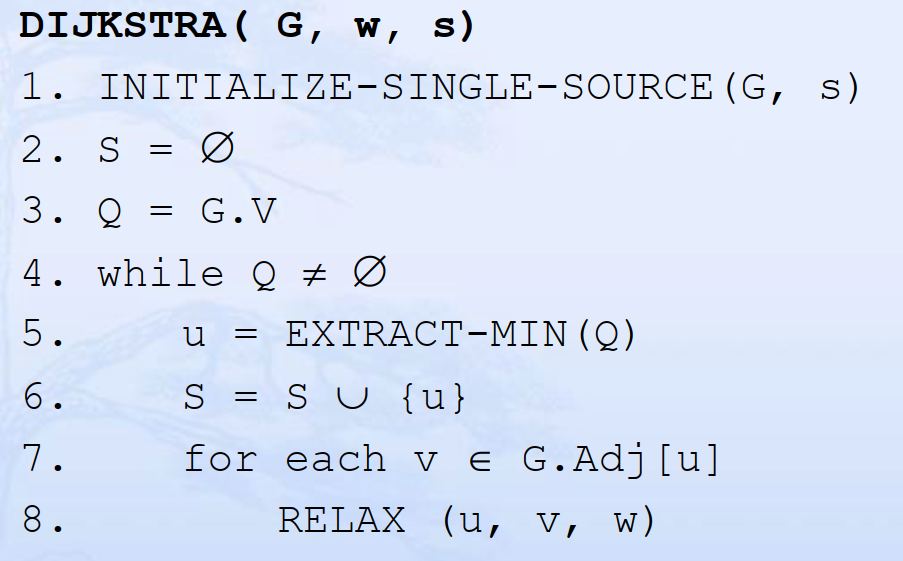 DIJKSTRA( G, w, s)
1. INITIALIZE-SINGLE-SOURCE(G, s)
2. S = ∅
3. Q = G.V
4. while Q ≠ ∅
5. u = EXTRACT-MIN(Q)
6. S = S ∪ {u}
7. for each v ∈ G.Adj[u]
8. RELAX (u, v, w)